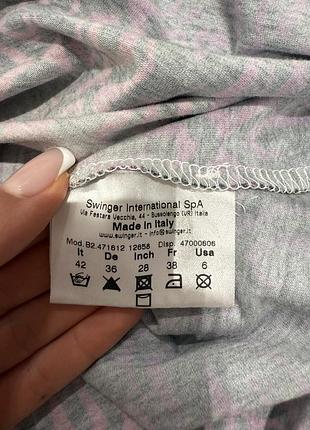 Swinger International SpA
Via Festara Vecchia, 44 - Bussolengo (VR) Italia
Made in Italy
www.swinger.it - info@swinger.it
Mod. B2.471612 12658 Disp. 47000606
It De Inch Fr Usa
42 36 28 38 6